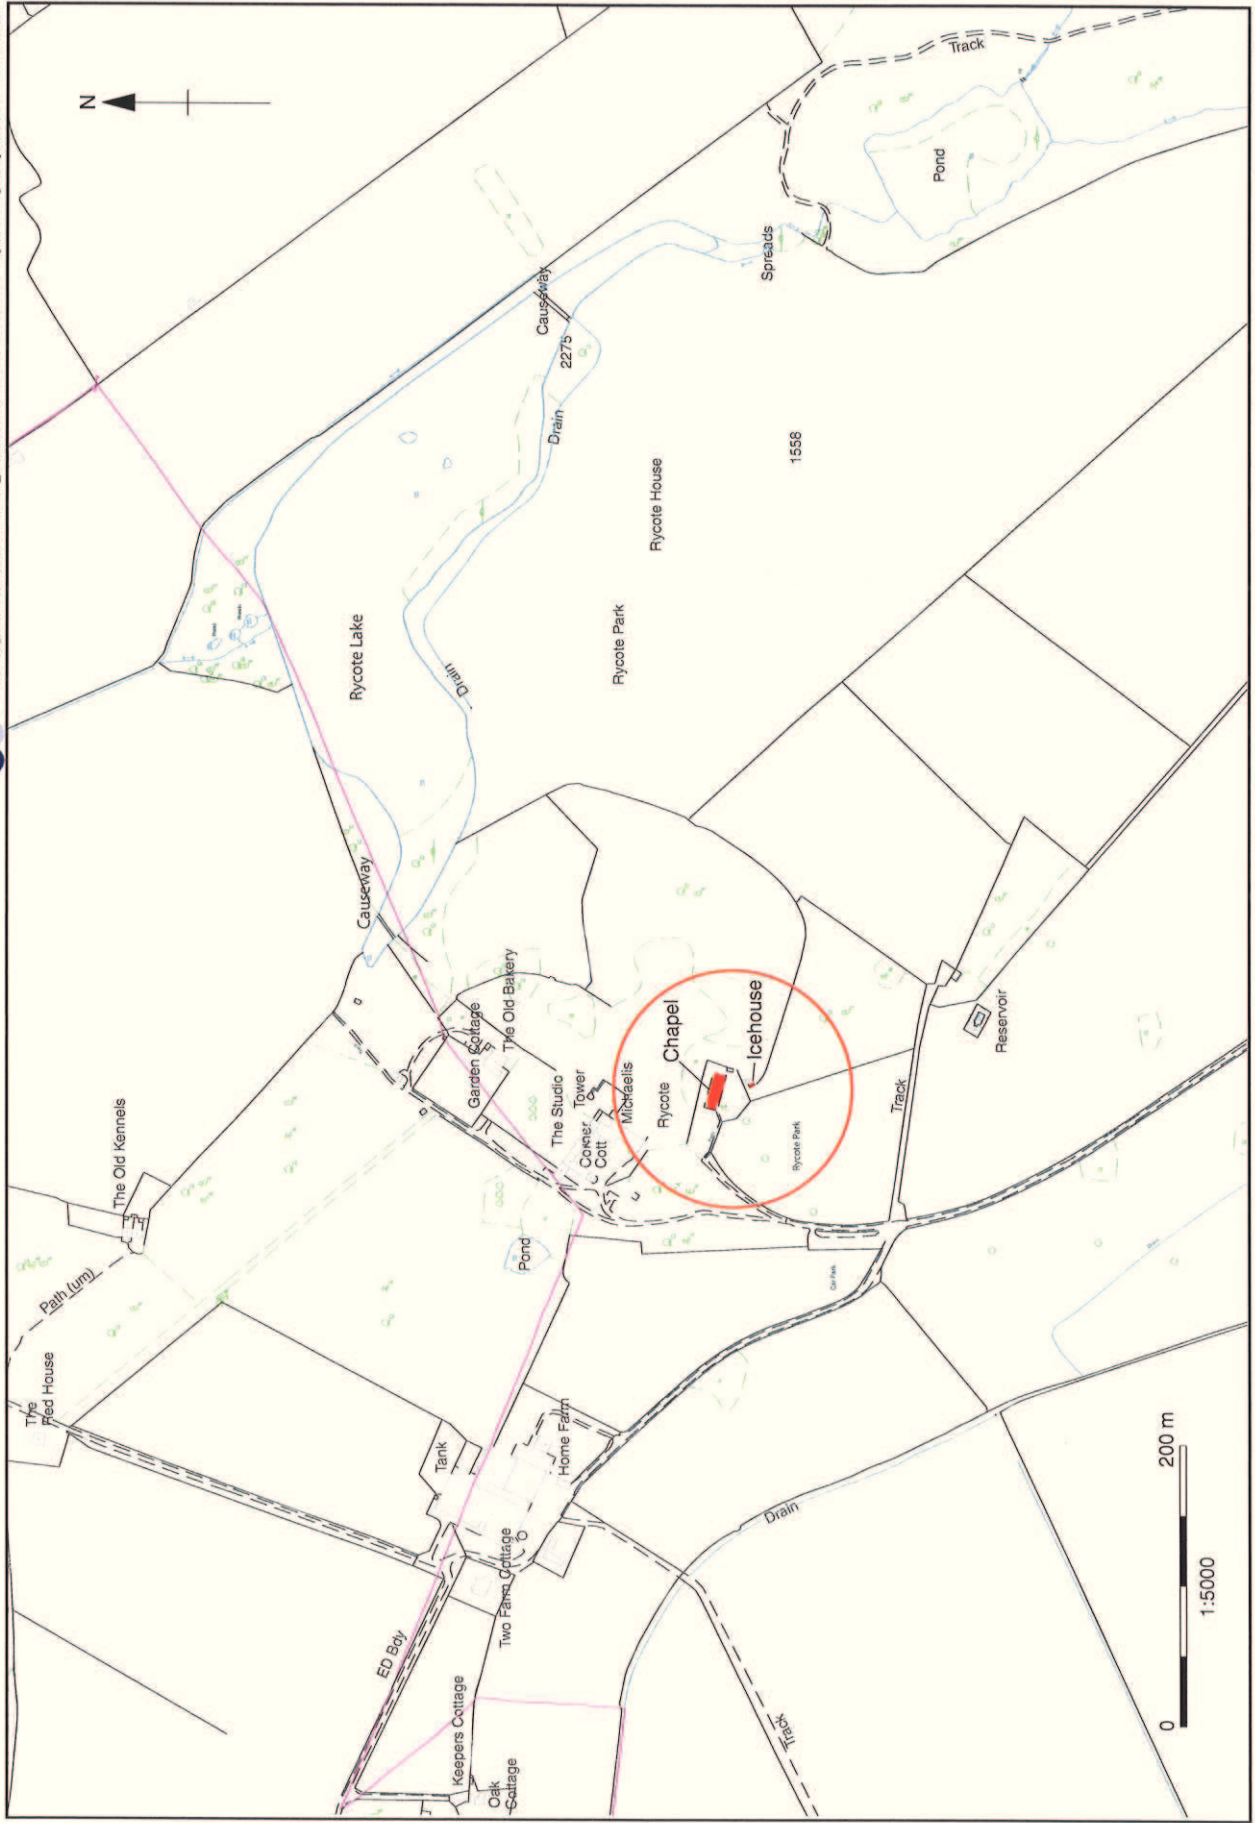 N
Track
Pond
Spreads
Causeway
2275
Drain
Rycote House
1558
Rycote Lake
Rycote Park
Drain
Causeway
The Old Bakery
Garden Cottage
The Studio
Tower
Corner
Cott
Michaelis
Rycote
Chapel
Icehouse
Rycote Park
Reservoir
Track
The Old Kennels
Path (um)
Pond
Car Park
The
Red House
Tank
Home Farm
Two Farm Cottage
ED Bdy
Keepers Cottage
Oak
Cottage
Drain
Track
0
200 m
1:5000